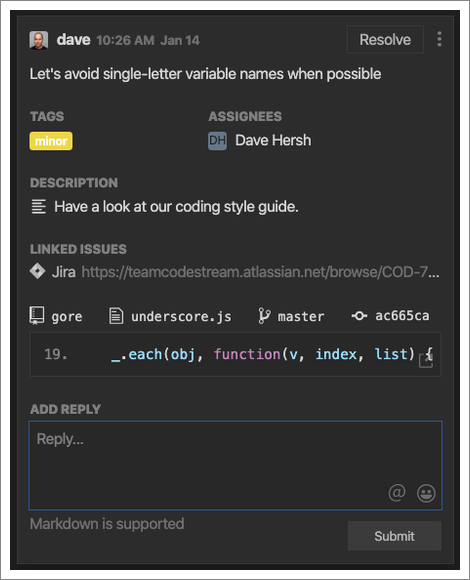 dave 10:26 AM Jan 14 Resolve
Let's avoid single-letter variable names when possible
TAGS ASSIGNEES
minor DH Dave Hersh
DESCRIPTION
Have a look at our coding style guide.
LINKED ISSUES
Jira https://teamcodestream.atlassian.net/browse/COD-7...
gore underscore.js master ac665ca
19. _.each(obj, function(v, index, list) {
ADD REPLY
Reply...
@
Markdown is supported
Submit